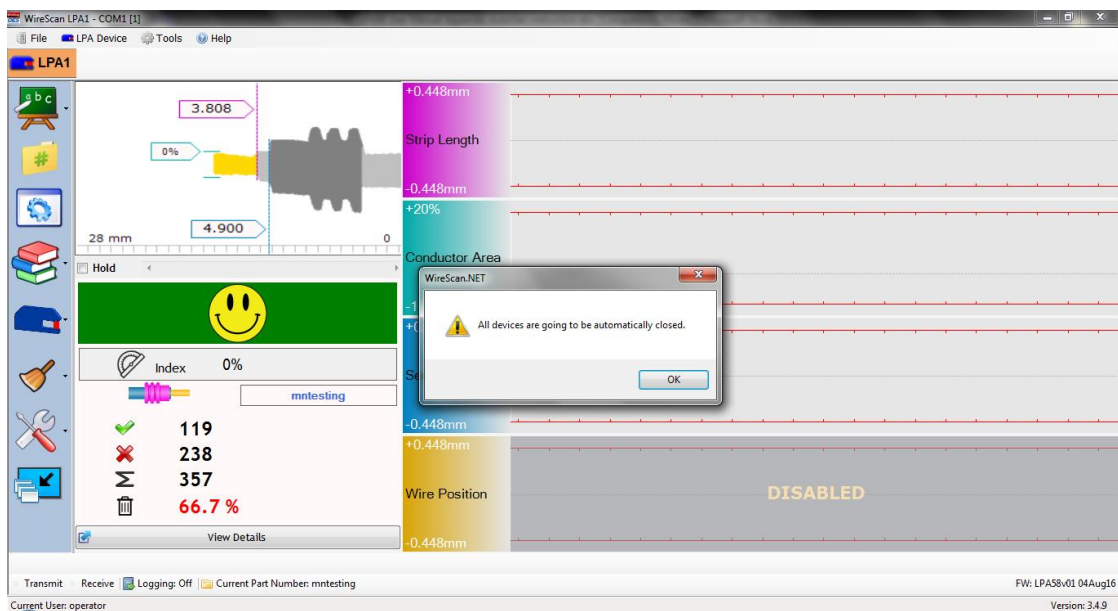 WireScan LPA1 - COM1 [1]
File LPA Device Tools Help
LPA1
a b c
#
3.808
0%
4.900
28 mm 0
Hold
Index 0%
mntesting
119
238
Σ 357
66.7 %
View Details
+0.448mm
Strip Length
-0.448mm
+20%
Conductor Area
-1
+0
Se
-0.448mm
+0.448mm
Wire Position
-0.448mm
DISABLED
WireScan.NET
All devices are going to be automatically closed.
OK
Transmit Receive Logging: Off Current Part Number: mntesting FW: LPA58v01 04Aug16
Current User: operator Version: 3.4.9